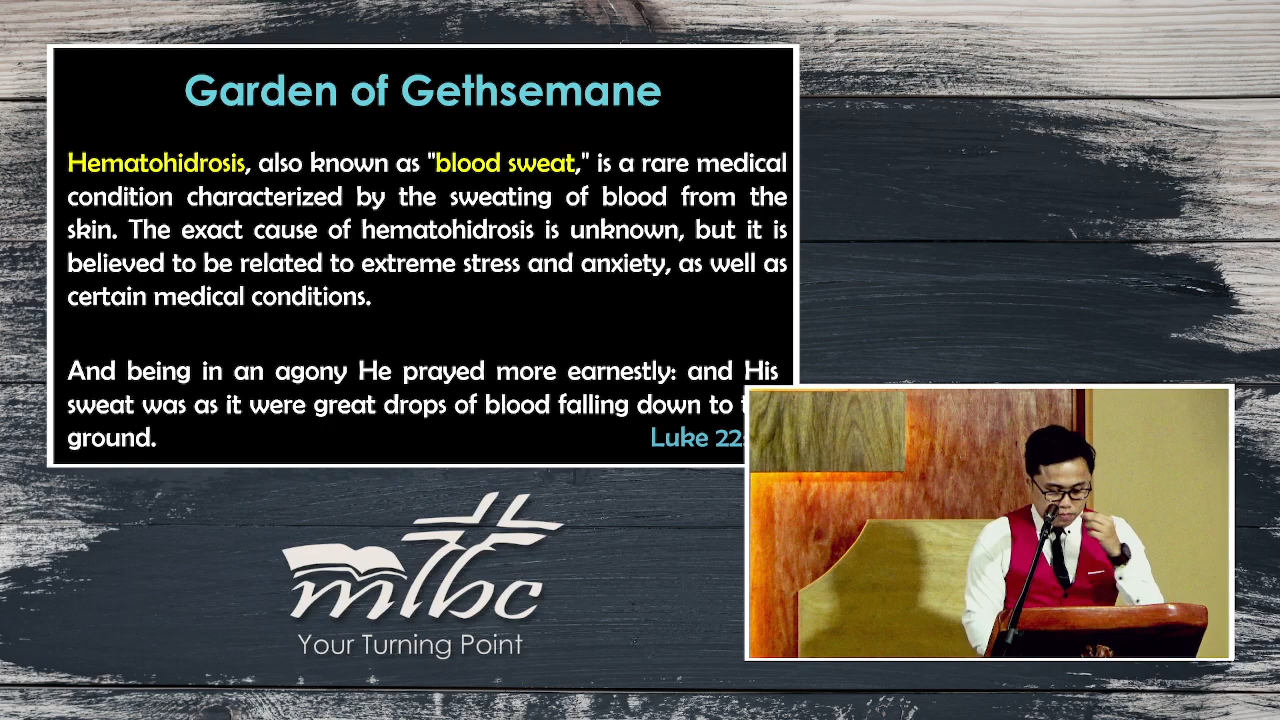 Garden of Gethsemane
Hematohidrosis, also known as "blood sweat," is a rare medical
condition characterized by the sweating of blood from the
skin. The exact cause of hematohidrosis is unknown, but it is
believed to be related to extreme stress and anxiety, as well as
certain medical conditions.
And being in an agony He prayed more earnestly: and His
sweat was as it were great drops of blood falling down to
ground.
Luke 22:
mtbc
Your Turning Point